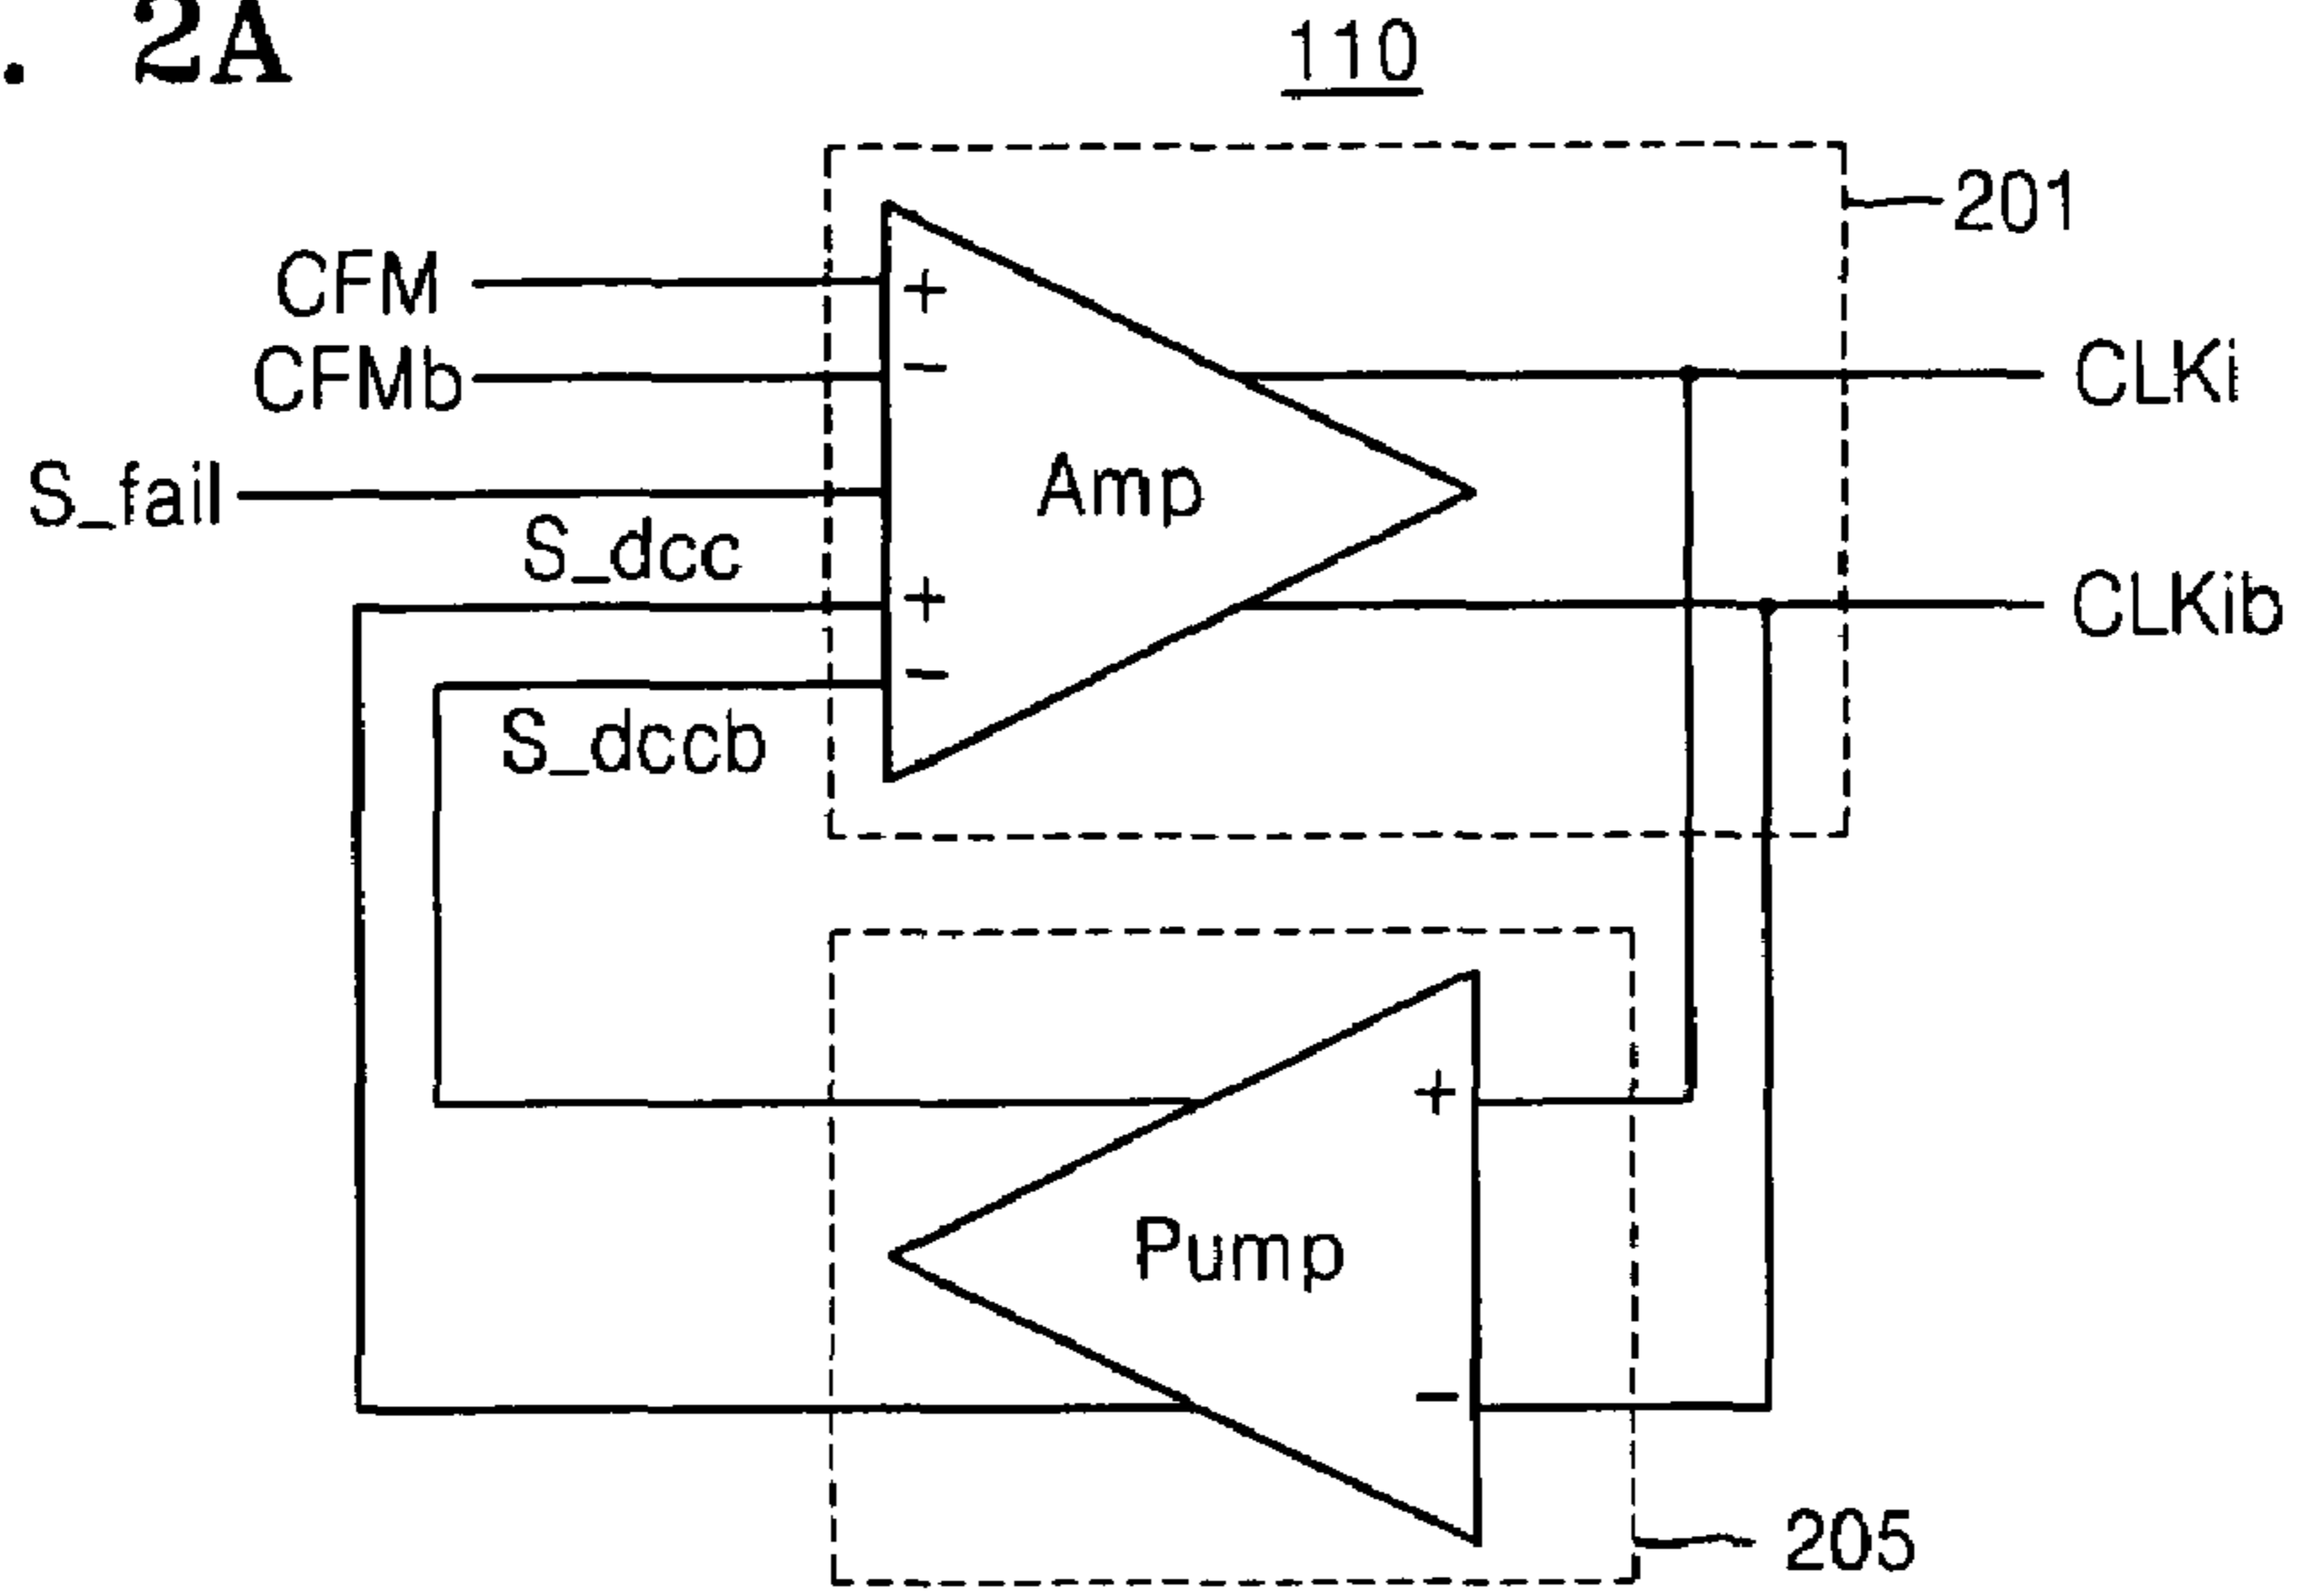 . 2A
110
201
CFM
+
CFMb
−
CLKi
S_fail
Amp
S_dcc
+
CLKib
−
S_dccb
+
Pump
−
205